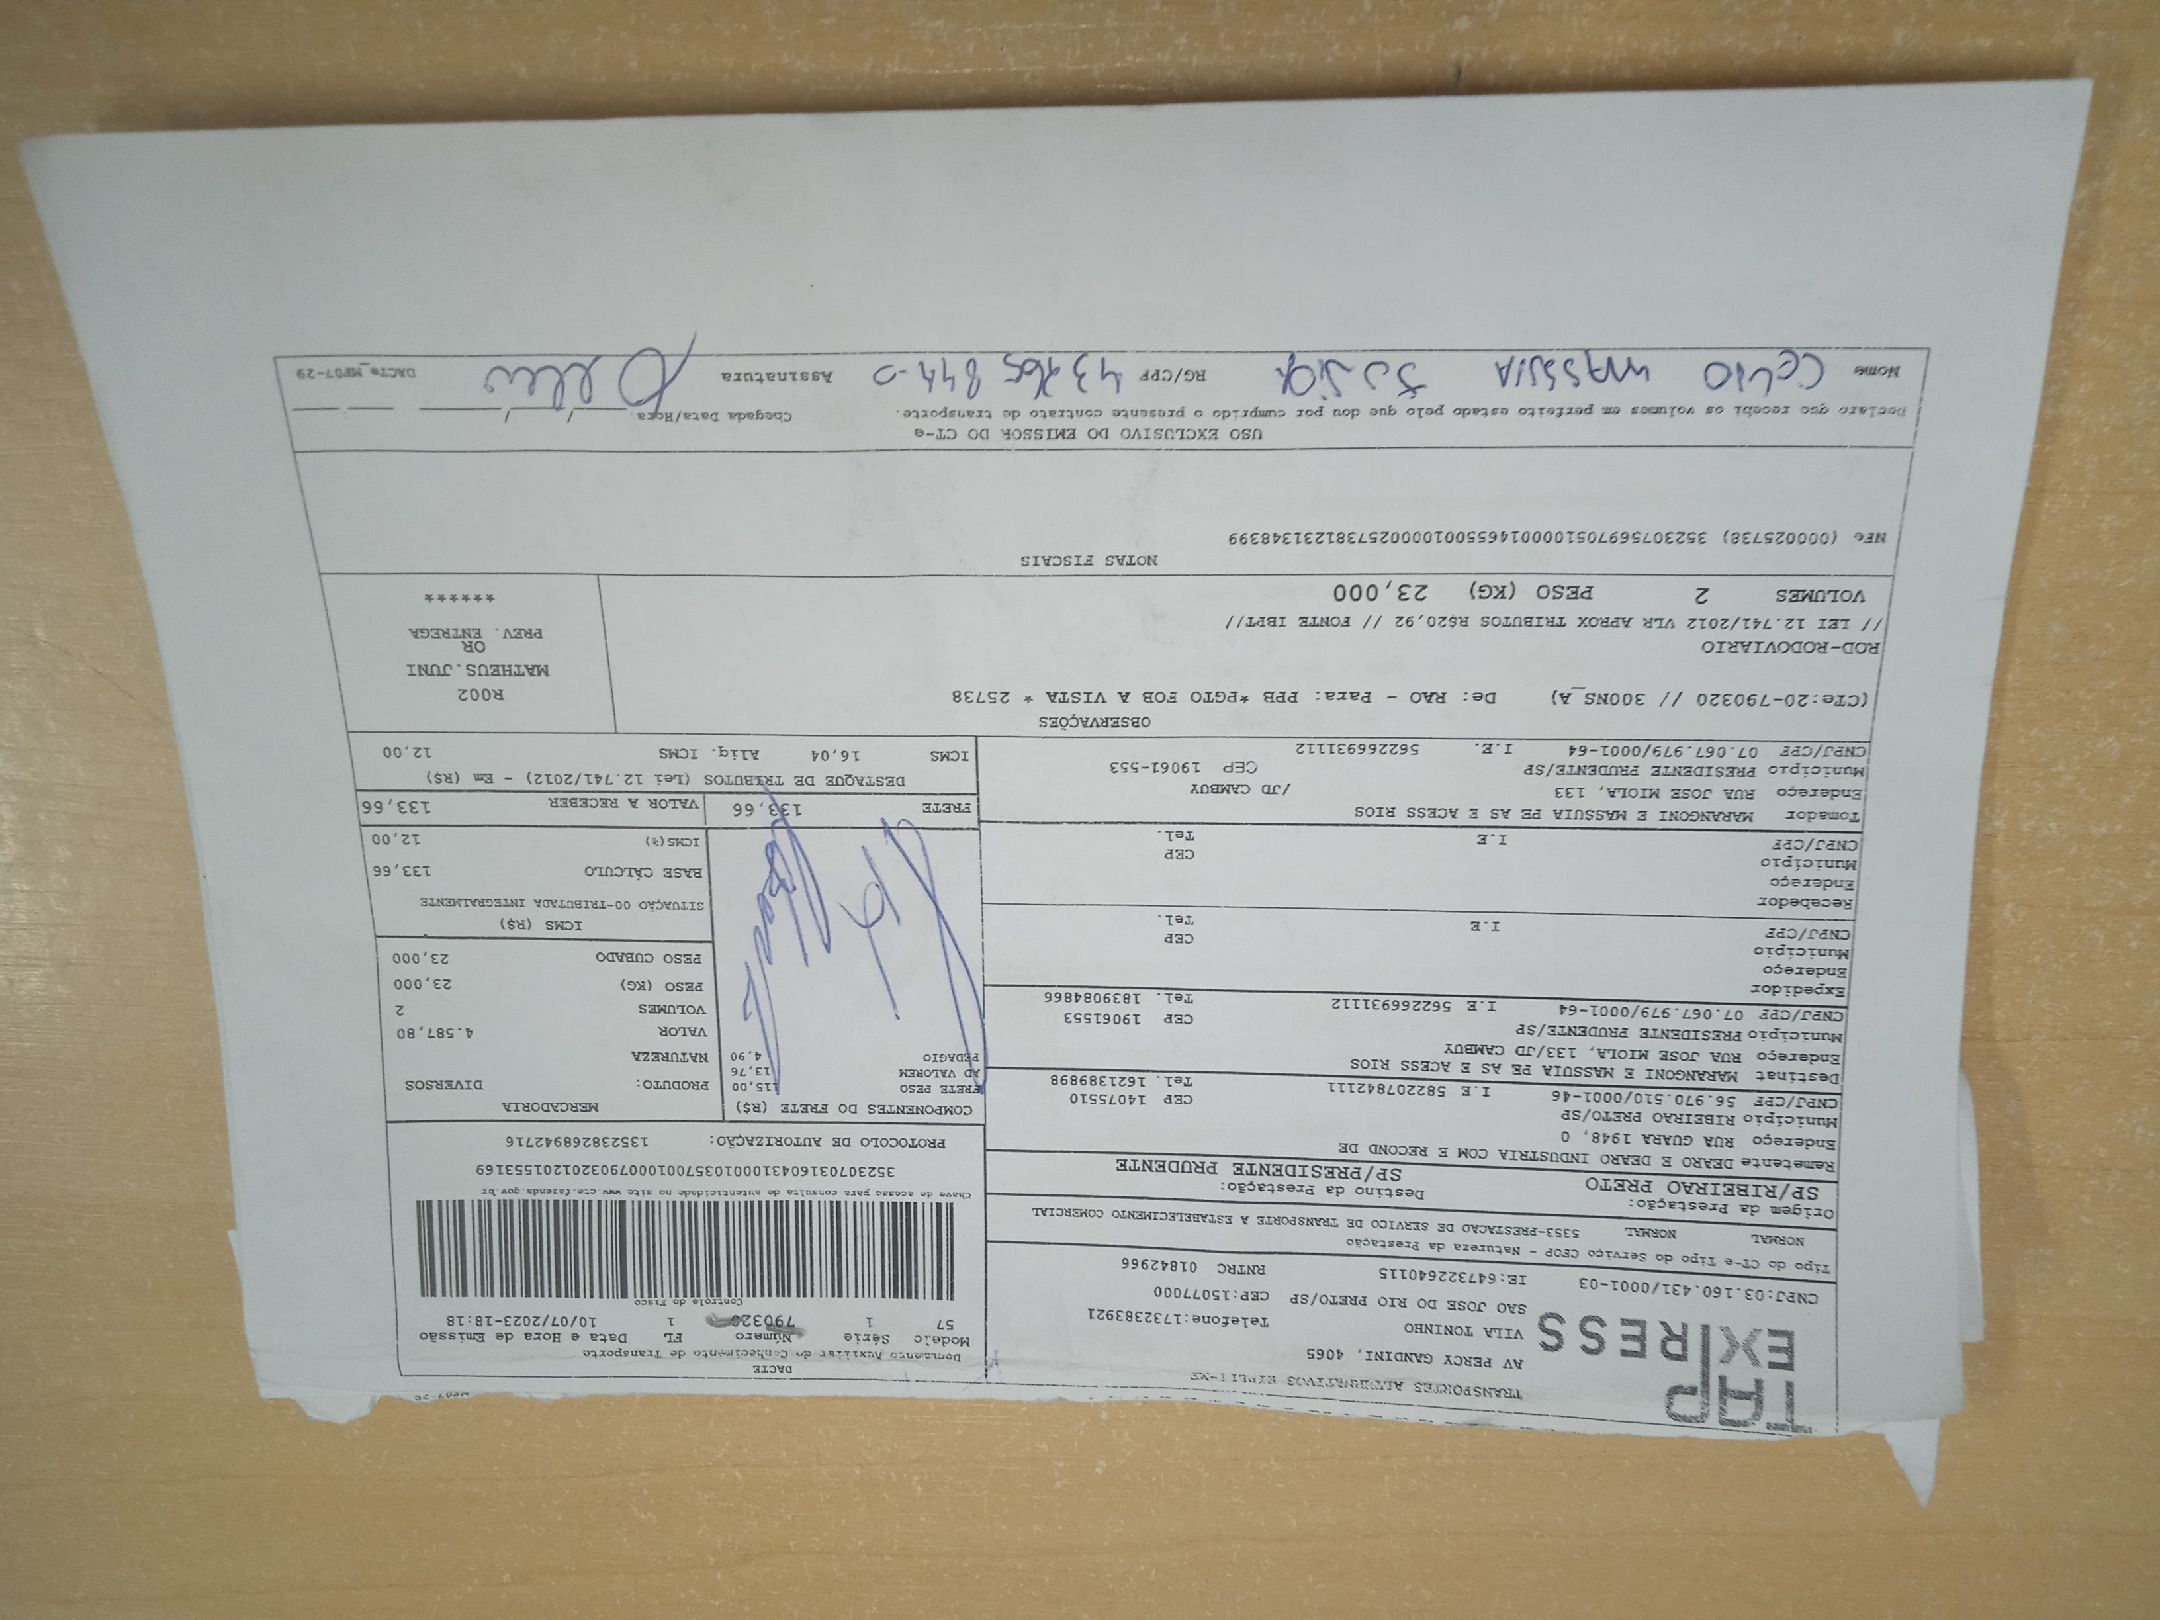 TRANSPORTES ALTERNATIVOS
TAP
EXPRESS
AV PERCY GANDINI, 4065
VILA TONINHO Telefone:1732383921
SAO JOSE DO RIO PRETO/SP CEP:15077000
CNPJ:03.160.431/0001-03 IE:647322640115 RNTRC 01842966
Tipo do CT-e Tipo do Serviço CFOP - Natureza da Prestação
NORMAL NORMAL 5353-PRESTACAO DE SERVICO DE TRANSPORTE A ESTABELECIMENTO COMERCIAL
Origem da Prestação: Destino da Prestação:
SP/RIBEIRAO PRETO SP/PRESIDENTE PRUDENTE
Remetente DEARO E DEARO INDUSTRIA COM E RECOND DE
Endereço RUA GUARA 1948, 0
Município RIBEIRAO PRETO/SP CEP 14075510
CNPJ/CPF 56.970.510/0001-46 I.E 582207842111 Tel. 1621389898
Destinat MARANGONI E MASSUIA PE AS E ACESS RIOS
Endereço RUA JOSE MIOLA, 133/JD CAMBUY
Município PRESIDENTE PRUDENTE/SP CEP 19061553
CNPJ/CPF 07.067.979/0001-64 I.E 562266931112 Tel. 1839084866
Expedidor
Endereço
Município CEP
CNPJ/CPF I.E Tel.
Recebedor
Endereço
Município CEP
CNPJ/CPF I.E Tel.
Tomador MARANGONI E MASSUIA PE AS E ACESS RIOS
Endereço RUA JOSE MIOLA, 133 /JD CAMBUY
Município PRESIDENTE PRUDENTE/SP CEP 19061-553
CNPJ/CPF 07.067.979/0001-64 I.E. 562266931112
DACTE
Documento Auxiliar do Conhecimento de Transporte
Modelo Série Número FL Data e Hora de Emissão
57 1 790320 1 10/07/2023-18:18
Controle do Fisco
Chave de acesso para consulta de autenticidade no site www.cte.fazenda.gov.br
35230703160431000103570010007903201201553169
PROTOCOLO DE AUTORIZAÇÃO: 135238268942716
COMPONENTES DO FRETE (R$)
FRETE PESO 115,00
AD VALOREM 13,76
PEDAGIO 4,90
MERCADORIA
PRODUTO: DIVERSOS
NATUREZA
VALOR 4.587,80
VOLUMES 2
PESO (KG) 23,000
PESO CUBADO 23,000
ICMS (R$)
SITUAÇÃO 00-TRIBUTADA INTEGRALMENTE
BASE CÁLCULO 133,66
ICMS(%) 12,00
FRETE 133,66 VALOR A RECEBER 133,66
DESTAQUE DE TRIBUTOS (Lei 12.741/2012) - Em (R$)
ICMS 16,04 Aliq. ICMS 12,00
OBSERVAÇÕES
(CTe:20-790320 // 300NS_A) De: RAO - Para: PPB *PGTO FOB A VISTA * 25738
ROD-RODOVIARIO
// LEI 12.741/2012 VLR APROX TRIBUTOS R$20,92 // FONTE IBPT//
VOLUMES 2 PESO (KG) 23,000
R002
MATHEUS.JUNI
OR
PREV. ENTREGA
******
NOTAS FISCAIS
NFe (000025738) 35230756970510000146550010000257381231348399
USO EXCLUSIVO DO EMISSOR DO CT-e
Declaro que recebi os volumes em perfeito estado pelo que dou por cumprido o presente contrato de transporte. Chegada Data/Hora
Nome CELIO MASSUIA RG/CPF Assinatura DACTe_MP07-29